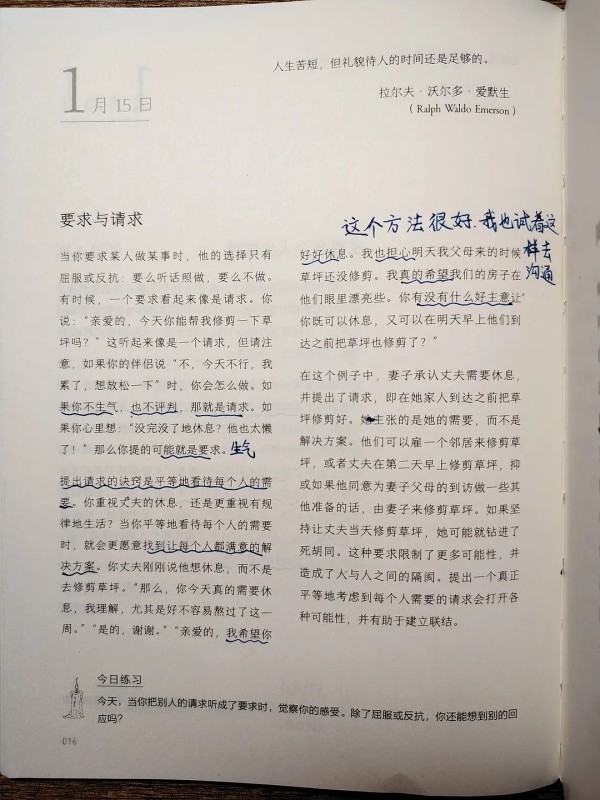 人生苦短，但礼貌待人的时间还是足够的。
拉尔夫·沃尔多·爱默生
（Ralph Waldo Emerson）
1月15日
要求与请求
这个方法很好.我也试着这
样去
沟通
当你要求某人做某事时，他的选择只有
屈服或反抗：要么听话照做，要么不做。
有时候，一个要求看起来像是请求。你
说：“亲爱的，今天你能帮我修剪一下草
坪吗？”这听起来像是一个请求，但请注
意，如果你的伴侣说“不，今天不行，我
累了，想放松一下”时，你会怎么做。如
果你不生气，也不评判，那就是请求。如
果你心里想：“没完没了地休息？他也太懒
了！”那么你提的可能就是要求。生气
提出请求的诀窍是平等地看待每个人的需
要。你重视丈夫的休息，还是更重视有规
律地生活？当你平等地看待每个人的需要
时，就会更愿意找到让每个人都满意的解
决方案。你丈夫刚刚说他想休息，而不是
去修剪草坪。“那么，你今天真的需要休
息，我理解，尤其是好不容易熬过了这一
周。”“是的，谢谢。”“亲爱的，我希望你
好好休息。我也担心明天我父母来的时候
草坪还没修剪。我真的希望我们的房子在
他们眼里漂亮些。你有没有什么好主意让
你既可以休息，又可以在明天早上他们到
达之前把草坪也修剪了？”
在这个例子中，妻子承认丈夫需要休息，
并提出了请求，即在她家人到达之前把草
坪修剪好。她主张的是她的需要，而不是
解决方案。他们可以雇一个邻居来修剪草
坪，或者丈夫在第二天早上修剪草坪，抑
或如果他同意为妻子父母的到访做一些其
他准备的话，由妻子来修剪草坪。如果坚
持让丈夫当天修剪草坪，她可能就钻进了
死胡同。这种要求限制了更多可能性，并
造成了人与人之间的隔阂。提出一个真正
平等地考虑到每个人需要的请求会打开各
种可能性，并有助于建立联结。
今日练习
今天，当你把别人的请求听成了要求时，觉察你的感受。除了屈服或反抗，你还能想到别的回
应吗？
016